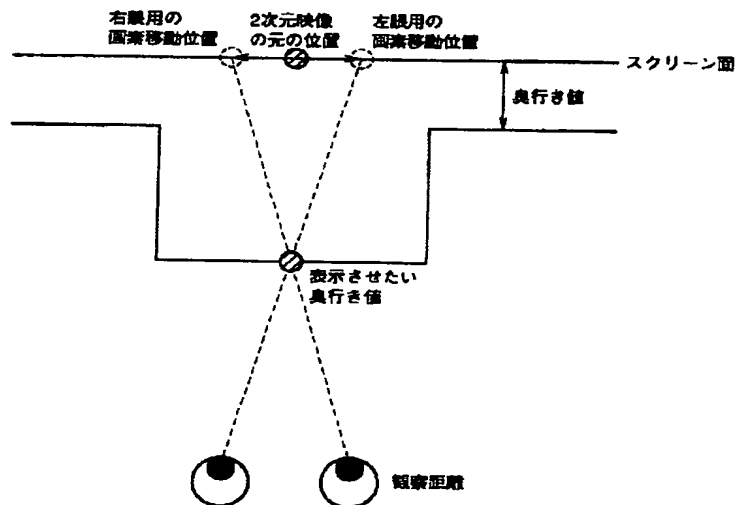 右眼用の
画素移動位置
2次元映像
の元の位置
左眼用の
画素移動位置
スクリーン面
奥行き値
表示させたい
奥行き値
観察距離